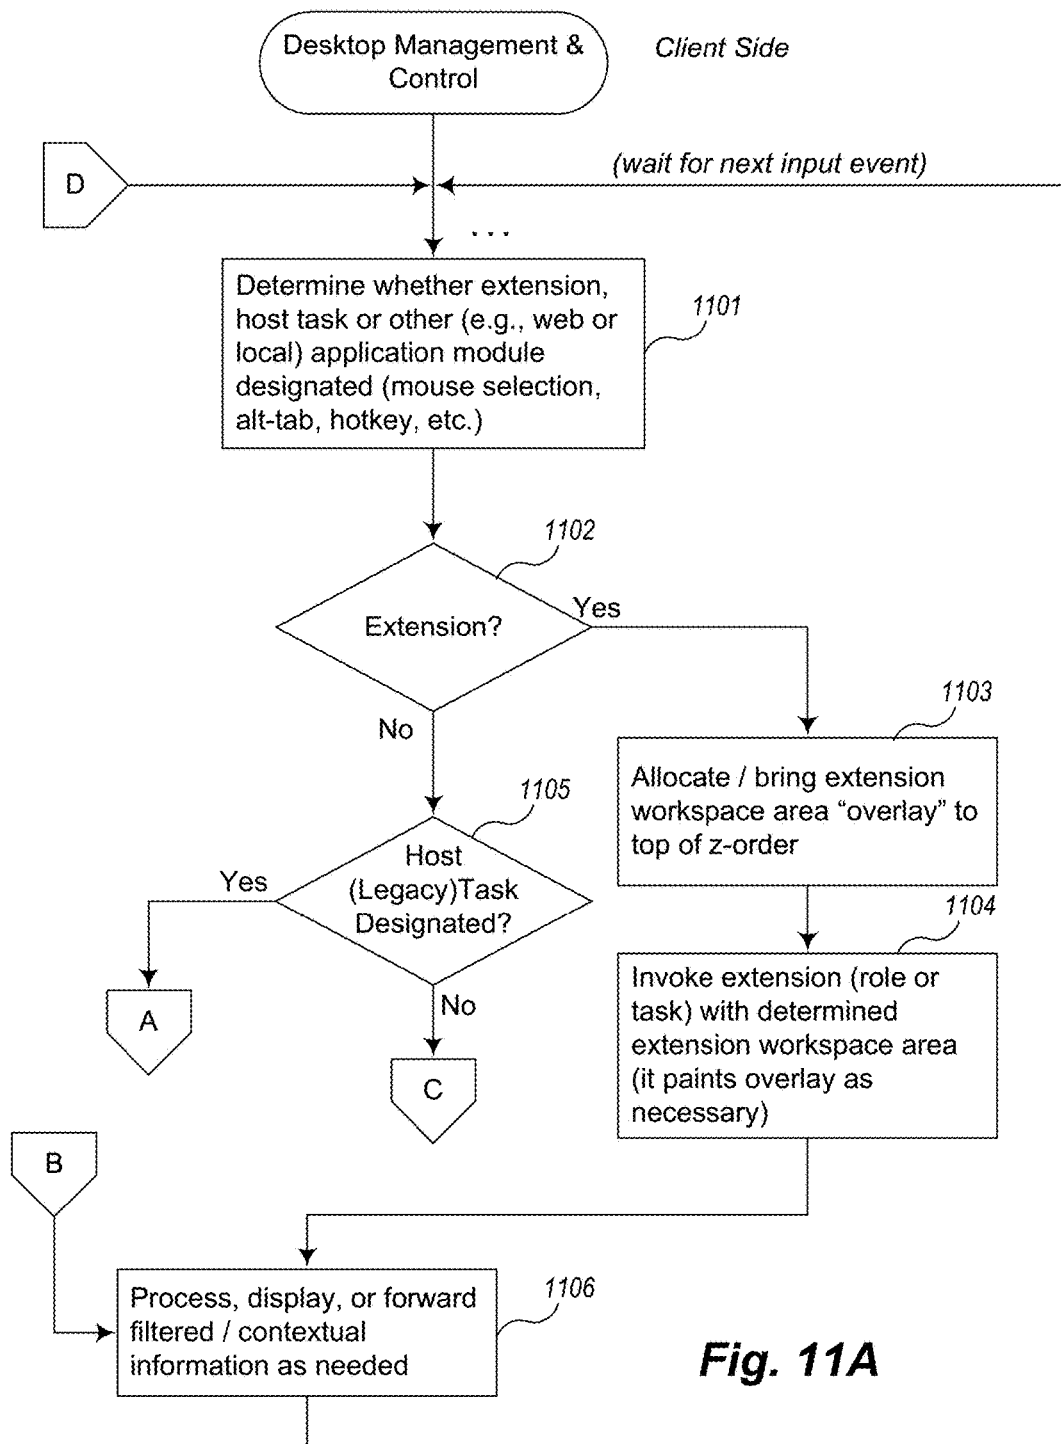 Desktop Management &
Control
Client Side
D
(wait for next input event)
...
Determine whether extension,
host task or other (e.g., web or
local) application module
designated (mouse selection,
alt-tab, hotkey, etc.)
1101
1102
Extension?
Yes
No
1103
Allocate / bring extension
workspace area “overlay” to
top of z-order
1105
Host
(Legacy)Task
Designated?
Yes
No
1104
Invoke extension (role or
task) with determined
extension workspace area
(it paints overlay as
necessary)
A
C
B
Process, display, or forward
filtered / contextual
information as needed
1106
Fig. 11A